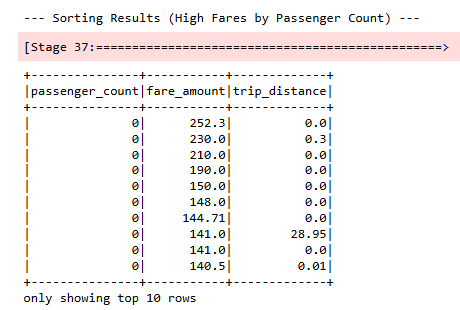 --- Sorting Results (High Fares by Passenger Count) ---
[Stage 37:==============================================>
+---------------+-----------+-------------+
|passenger_count|fare_amount|trip_distance|
+---------------+-----------+-------------+
|              0|      252.3|          0.0|
|              0|      230.0|          0.3|
|              0|      210.0|          0.0|
|              0|      190.0|          0.0|
|              0|      150.0|          0.0|
|              0|      148.0|          0.0|
|              0|     144.71|          0.0|
|              0|      141.0|        28.95|
|              0|      141.0|          0.0|
|              0|      140.5|         0.01|
+---------------+-----------+-------------+
only showing top 10 rows